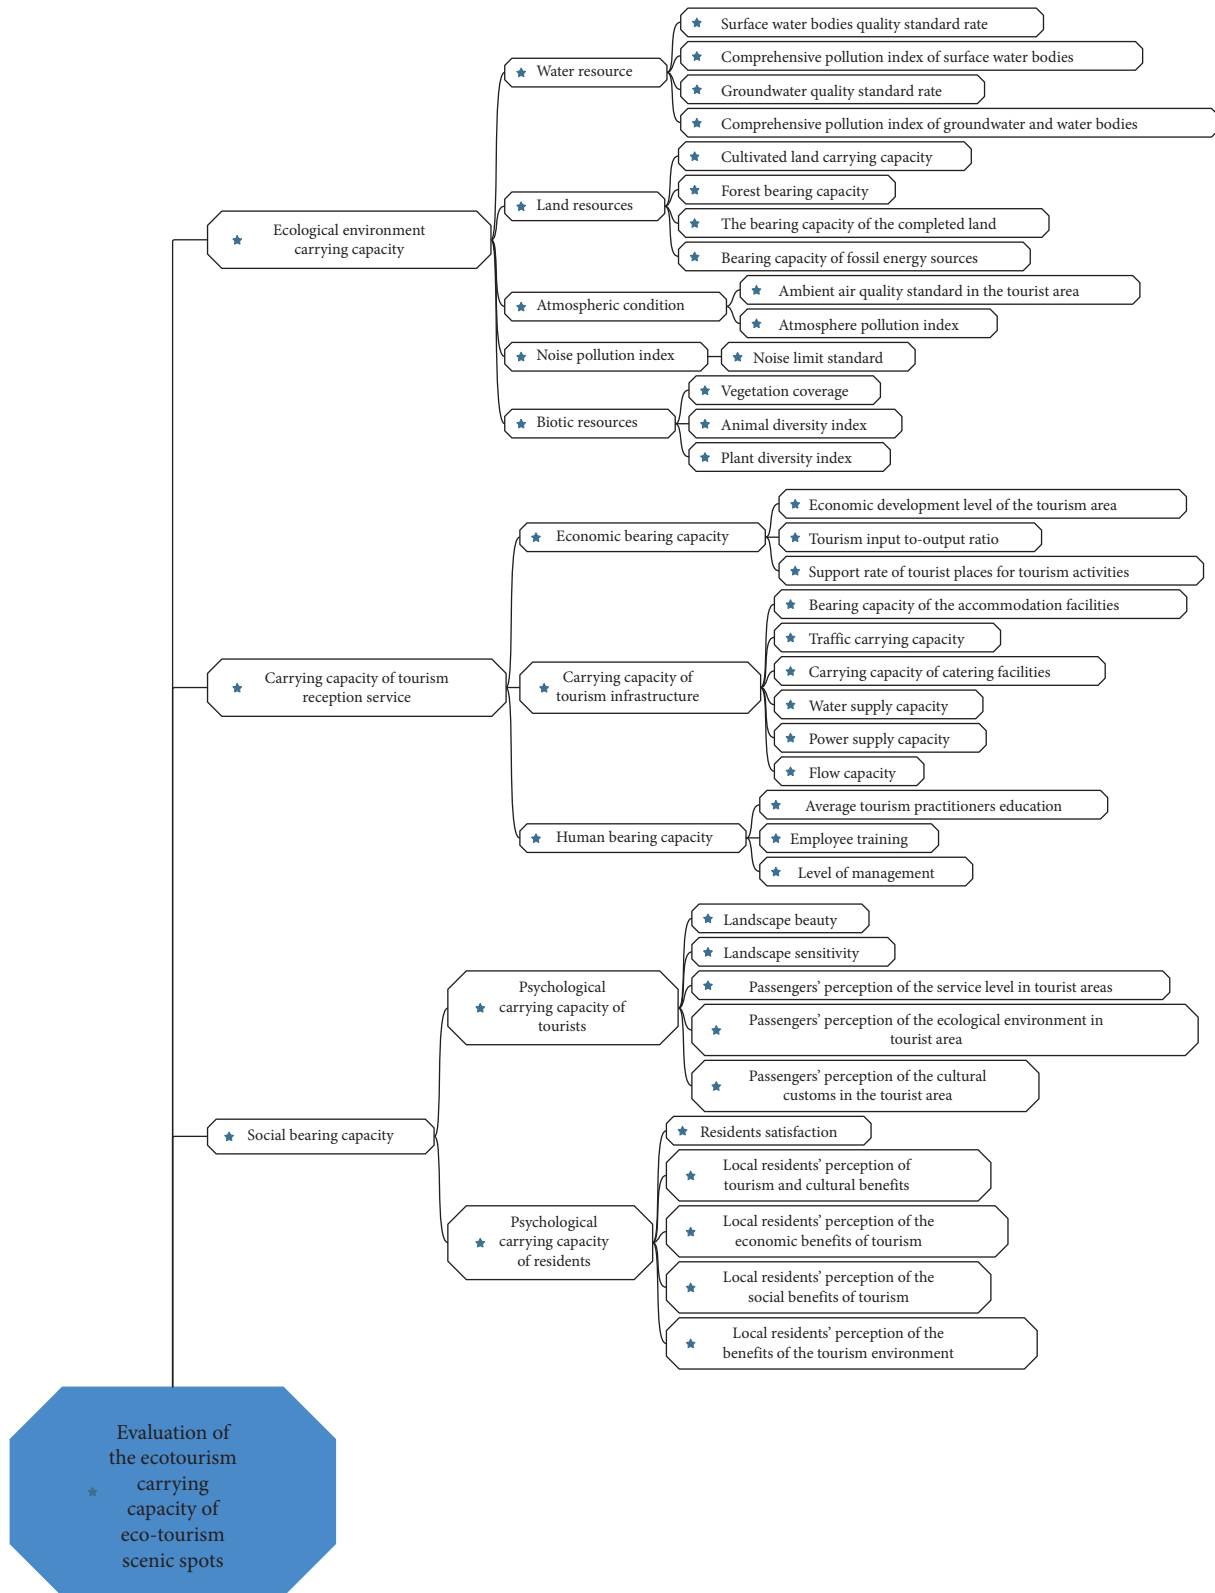 Surface water bodies quality standard rate
Comprehensive pollution index of surface water bodies
Water resource
Groundwater quality standard rate
Comprehensive pollution index of groundwater and water bodies
Cultivated land carrying capacity
Forest bearing capacity
Land resources
The bearing capacity of the completed land
Bearing capacity of fossil energy sources
Ecological environment
carrying capacity
Ambient air quality standard in the tourist area
Atmospheric condition
Atmosphere pollution index
Noise pollution index
Noise limit standard
Vegetation coverage
Biotic resources
Animal diversity index
Plant diversity index
Economic development level of the tourism area
Economic bearing capacity
Tourism input to-output ratio
Support rate of tourist places for tourism activities
Bearing capacity of the accommodation facilities
Traffic carrying capacity
Carrying capacity of tourism
reception service
Carrying capacity of
tourism infrastructure
Carrying capacity of catering facilities
Water supply capacity
Power supply capacity
Flow capacity
Average tourism practitioners education
Human bearing capacity
Employee training
Level of management
Landscape beauty
Landscape sensitivity
Psychological
carrying capacity of
tourists
Passengers’ perception of the service level in tourist areas
Passengers’ perception of the ecological environment in
tourist area
Passengers’ perception of the cultural
customs in the tourist area
Social bearing capacity
Residents satisfaction
Local residents’ perception of
tourism and cultural benefits
Psychological
carrying capacity
of residents
Local residents’ perception of the
economic benefits of tourism
Local residents’ perception of the
social benefits of tourism
Local residents’ perception of the
benefits of the tourism environment
Evaluation of
the ecotourism
carrying
capacity of
eco-tourism
scenic spots